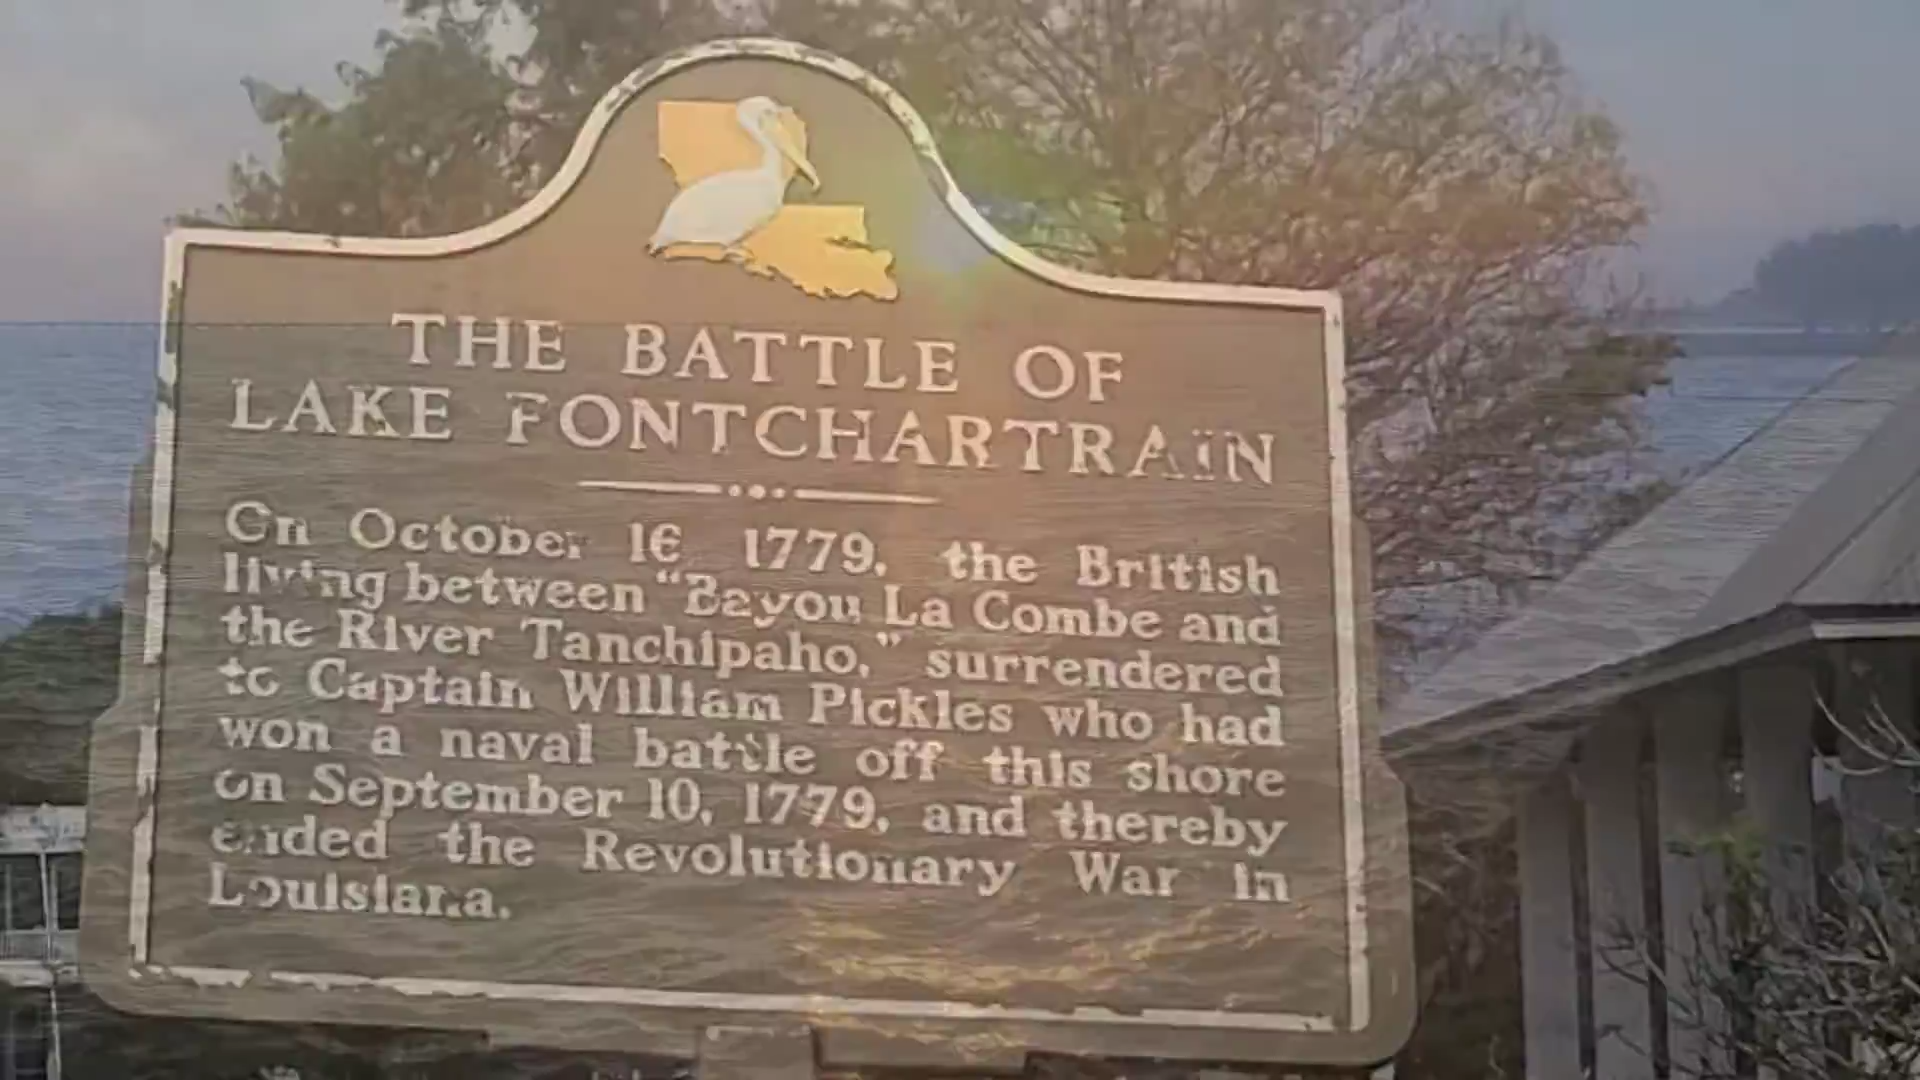 THE BATTLE OF
LAKE PONTCHARTRAIN
On October 16 1779, the British
living between "Bayou La Combe and
the River Tanchipaho," surrendered
to Captain William Pickles who had
won a naval battle off this shore
on September 10, 1779, and thereby
ended the Revolutionary War in
Louisiana.